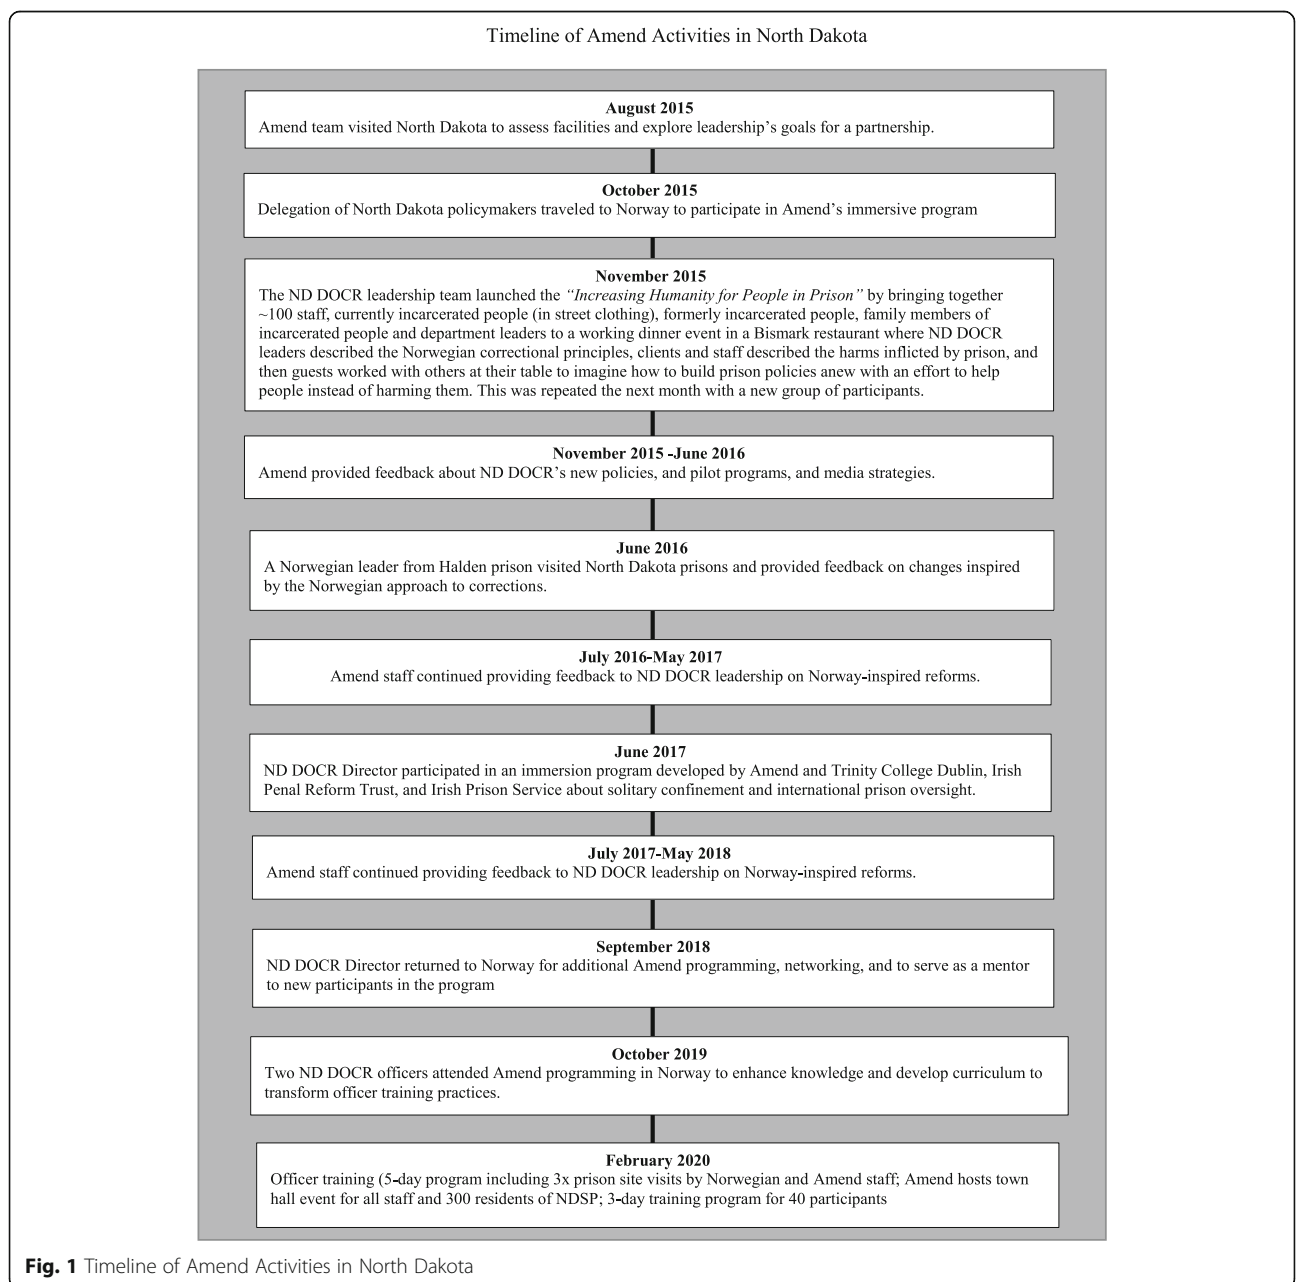 Timeline of Amend Activities in North Dakota
August 2015
Amend team visited North Dakota to assess facilities and explore leadership's goals for a partnership.
October 2015
Delegation of North Dakota policymakers traveled to Norway to participate in Amend's immersive program
November 2015
The ND DOCR leadership team launched the "Increasing Humanity for People in Prison" by bringing together
~100 staff, currently incarcerated people (in street clothing), formerly incarcerated people, family members of
incarcerated people and department leaders to a working dinner event in a Bismark restaurant where ND DOCR
leaders described the Norwegian correctional principles, clients and staff described the harms inflicted by prison, and
then guests worked with others at their table to imagine how to build prison policies anew with an effort to help
people instead of harming them. This was repeated the next month with a new group of participants.
November 2015 -June 2016
Amend provided feedback about ND DOCR's new policies, and pilot programs, and media strategies.
June 2016
A Norwegian leader from Halden prison visited North Dakota prisons and provided feedback on changes inspired
by the Norwegian approach to corrections.
July 2016-May 2017
Amend staff continued providing feedback to ND DOCR leadership on Norway-inspired reforms.
June 2017
ND DOCR Director participated in an immersion program developed by Amend and Trinity College Dublin, Irish
Penal Reform Trust, and Irish Prison Service about solitary confinement and international prison oversight.
July 2017-May 2018
Amend staff continued providing feedback to ND DOCR leadership on Norway-inspired reforms.
September 2018
ND DOCR Director returned to Norway for additional Amend programming, networking, and to serve as a mentor
to new participants in the program
October 2019
Two ND DOCR officers attended Amend programming in Norway to enhance knowledge and develop curriculum to
transform officer training practices.
February 2020
Officer training (5-day program including 3x prison site visits by Norwegian and Amend staff; Amend hosts town
hall event for all staff and 300 residents of NDSP; 3-day training program for 40 participants
Fig. 1 Timeline of Amend Activities in North Dakota